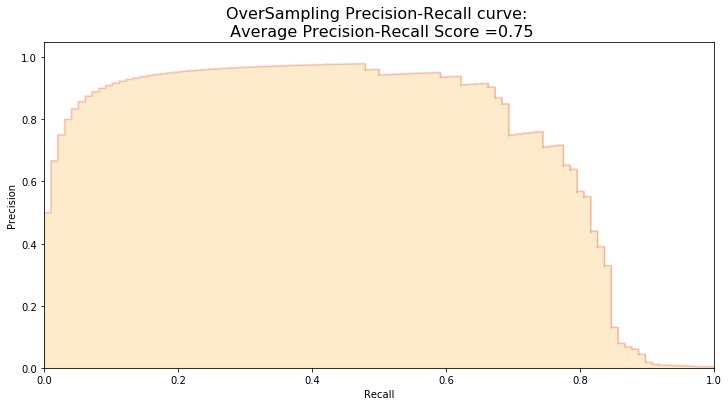 OverSampling Precision-Recall curve:
Average Precision-Recall Score =0.75
1.0
0.8
0.6
0.4
0.2
0.0
Precision
0.0 0.2 0.4 0.6 0.8 1.0
Recall